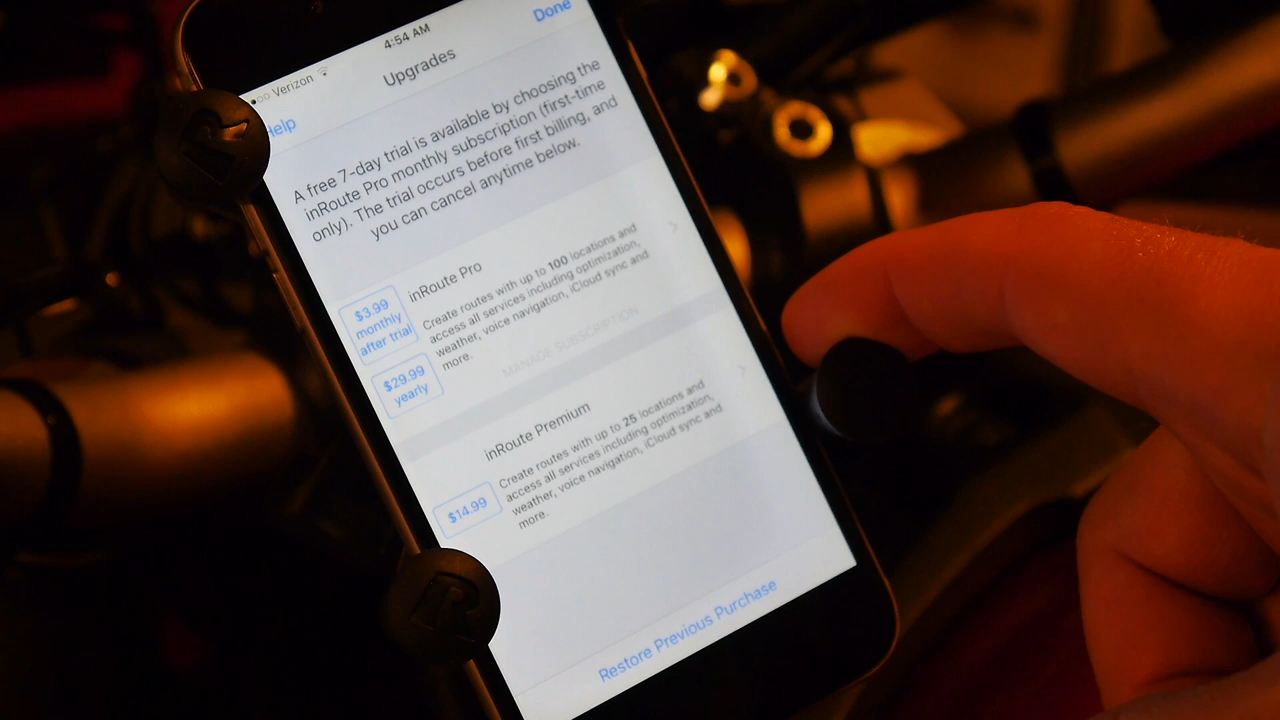 Verizon
4:54 AM
Help
Upgrades
Done
A free 7-day trial is available by choosing the
inRoute Pro monthly subscription (first-time
only). The trial occurs before first billing, and
you can cancel anytime below.
inRoute Pro
$3.99
monthly
after trial
$29.99
yearly
Create routes with up to 100 locations and
access all services including optimization,
weather, voice navigation, iCloud sync and
more.
MANAGE SUBSCRIPTION
inRoute Premium
$14.99
Create routes with up to 25 locations and
access all services including optimization,
weather, voice navigation, iCloud sync and
more.
Restore Previous Purchase
R
R